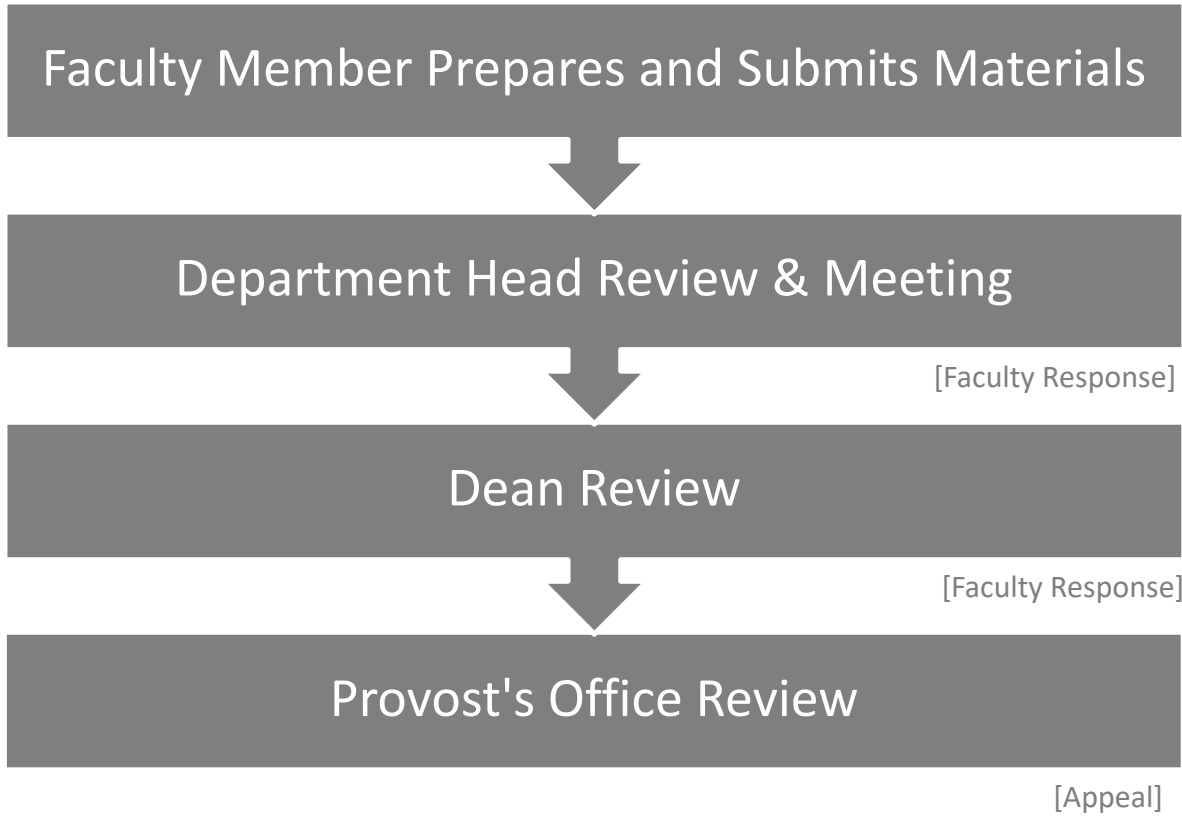 Faculty Member Prepares and Submits Materials
Department Head Review & Meeting
[Faculty Response]
Dean Review
[Faculty Response]
Provost's Office Review
[Appeal]